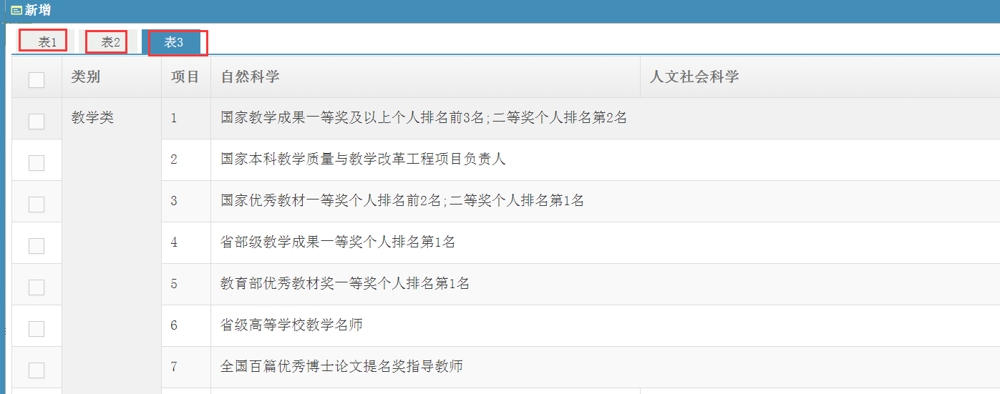 新增
表1 表2 表3
类别 项目 自然科学 人文社会科学
教学类 1 国家教学成果一等奖及以上个人排名前3名;二等奖个人排名第2名
2 国家本科教学质量与教学改革工程项目负责人
3 国家优秀教材一等奖个人排名前2名;二等奖个人排名第1名
4 省部级教学成果一等奖个人排名第1名
5 教育部优秀教材奖一等奖个人排名第1名
6 省级高等学校教学名师
7 全国百篇优秀博士论文提名奖指导教师